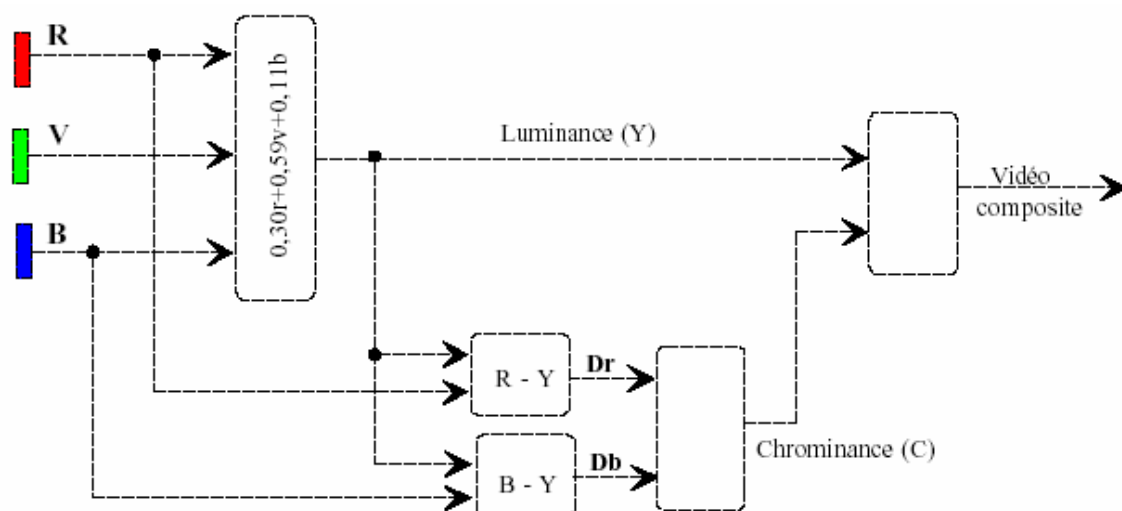 R
V
B
0,30r+0,59v+0,11b
Luminance (Y)
Vidéo
composite
R - Y
Dr
B - Y
Db
Chrominance (C)